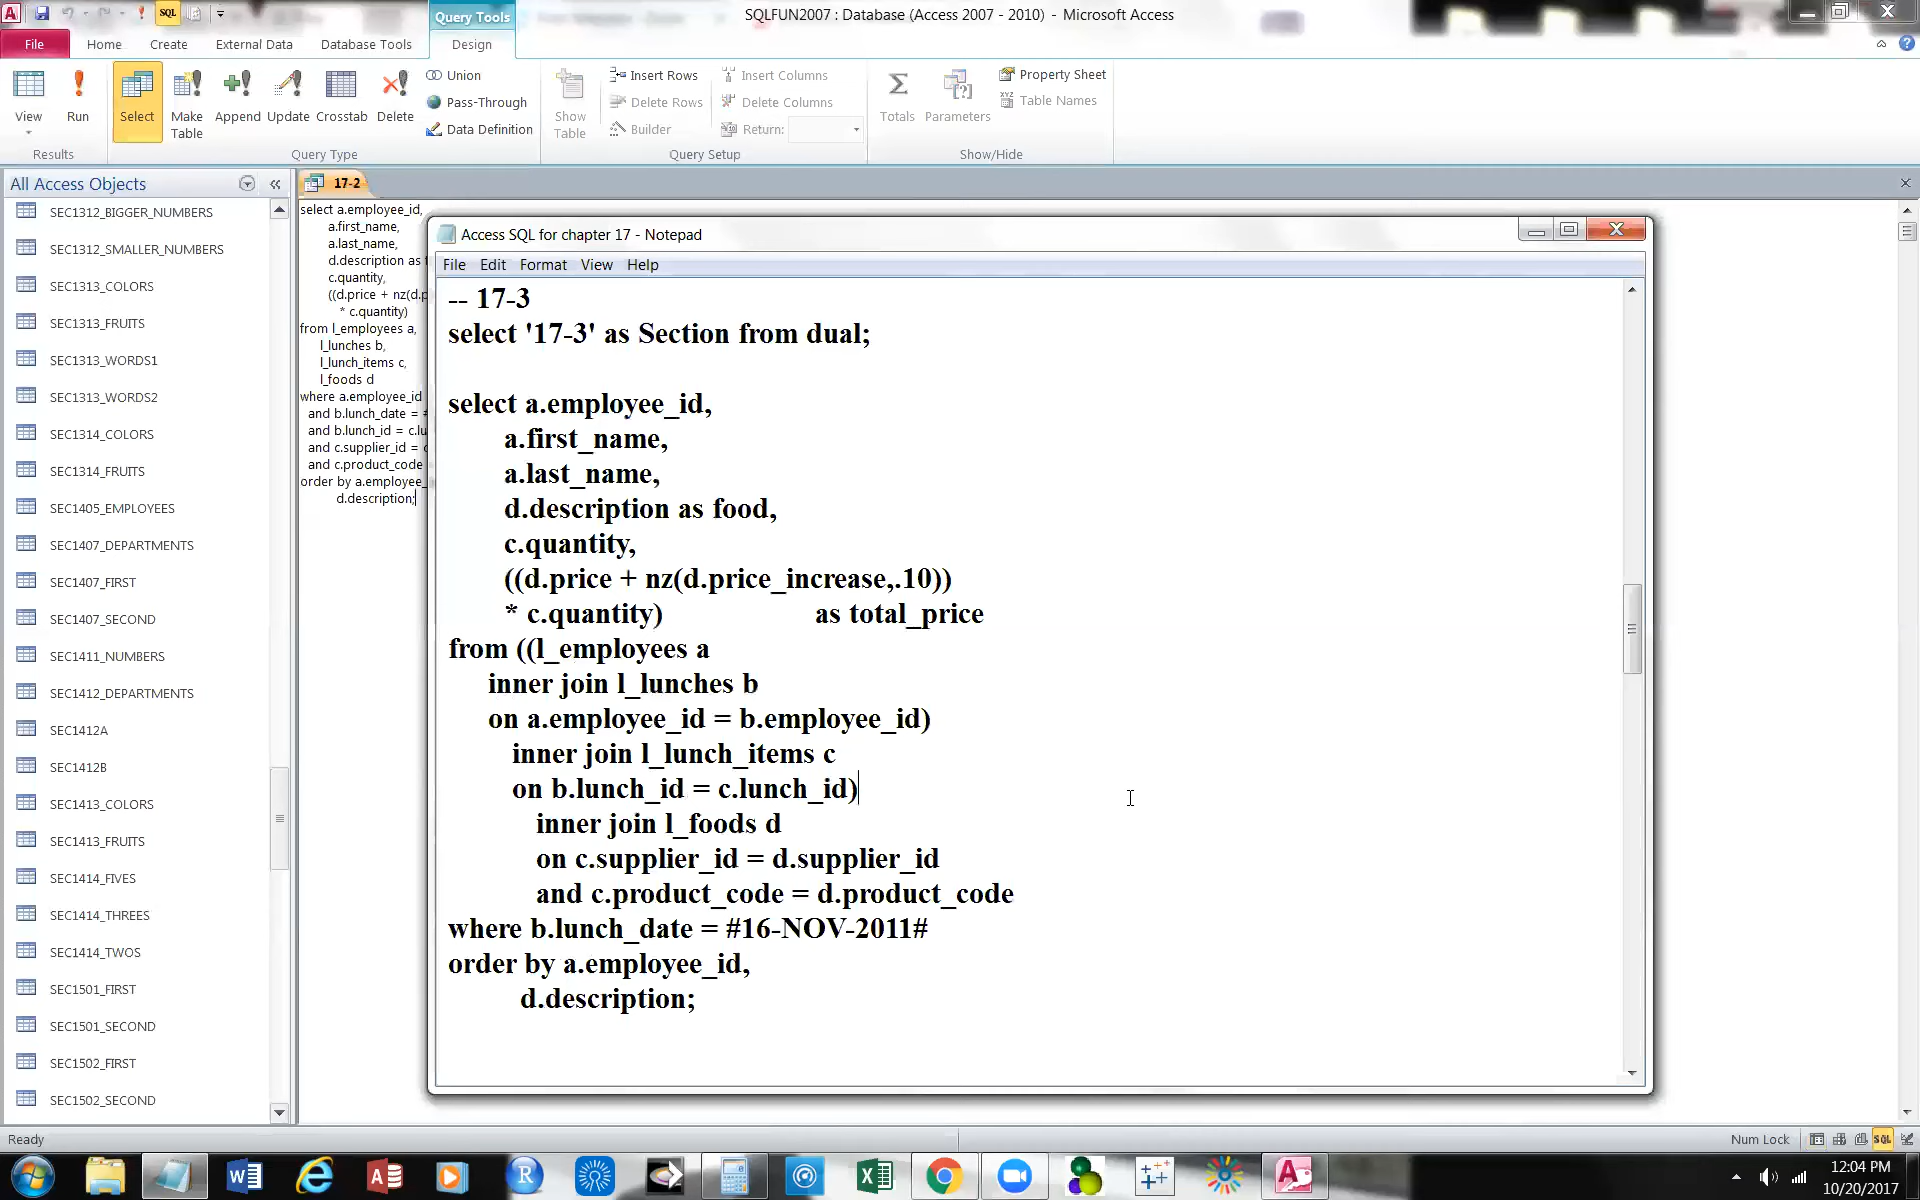 Query Tools
SQLFUN2007 : Database (Access 2007 - 2010) - Microsoft Access
SQL
File
Home
Create
External Data
Database Tools
Design
View
Run
Select
Make Table
Append
Update
Crosstab
Delete
Union
Pass-Through
Data Definition
Show Table
Insert Rows
Delete Rows
Builder
Insert Columns
Delete Columns
Return:
Totals
Parameters
Property Sheet
Table Names
Results
Query Type
Query Setup
Show/Hide
All Access Objects
SEC1312_BIGGER_NUMBERS
SEC1312_SMALLER_NUMBERS
SEC1313_COLORS
SEC1313_FRUITS
SEC1313_WORDS1
SEC1313_WORDS2
SEC1314_COLORS
SEC1314_FRUITS
SEC1405_EMPLOYEES
SEC1407_DEPARTMENTS
SEC1407_FIRST
SEC1407_SECOND
SEC1411_NUMBERS
SEC1412_DEPARTMENTS
SEC1412A
SEC1412B
SEC1413_COLORS
SEC1413_FRUITS
SEC1414_FIVES
SEC1414_THREES
SEC1414_TWOS
SEC1501_FIRST
SEC1501_SECOND
SEC1502_FIRST
SEC1502_SECOND
17-2
select a.employee_id,
a.first_name,
a.last_name,
d.description as
c.quantity,
((d.price + nz(d.p
* c.quantity)
from l_employees a,
l_lunches b,
l_lunch_items c,
l_foods d
where a.employee_id
and b.lunch_date =
and b.lunch_id = c.lu
and c.supplier_id =
and c.product_code
order by a.employee_
d.description;
Access SQL for chapter 17 - Notepad
File Edit Format View Help
-- 17-3
select '17-3' as Section from dual;
select a.employee_id,
a.first_name,
a.last_name,
d.description as food,
c.quantity,
((d.price + nz(d.price_increase,.10))
* c.quantity) as total_price
from ((l_employees a
inner join l_lunches b
on a.employee_id = b.employee_id)
inner join l_lunch_items c
on b.lunch_id = c.lunch_id)
inner join l_foods d
on c.supplier_id = d.supplier_id
and c.product_code = d.product_code
where b.lunch_date = #16-NOV-2011#
order by a.employee_id,
d.description;
Ready
Num Lock
SQL
12:04 PM
10/20/2017